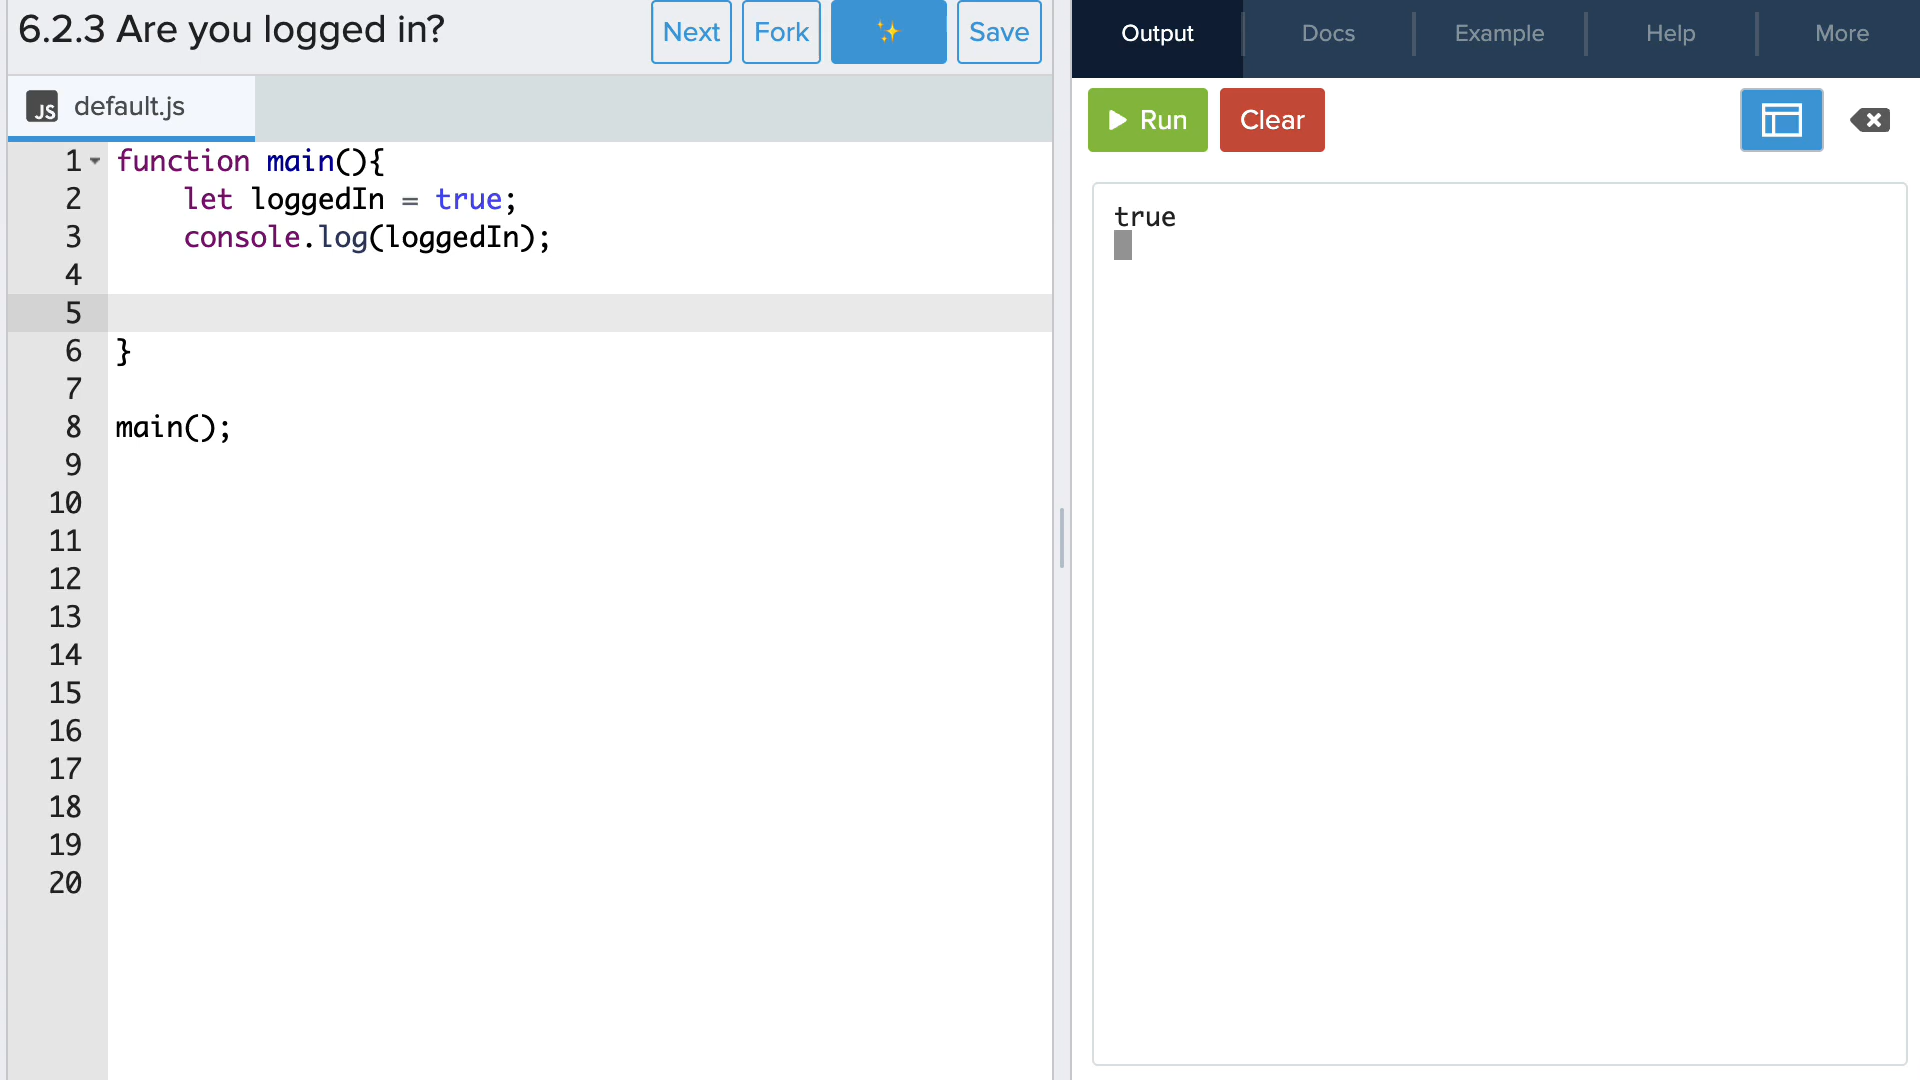 6.2.3 Are you logged in?
Next
Fork
Save
Output
Docs
Example
Help
More
JS default.js
Run
Clear
1 function main(){
2     let loggedIn = true;
3     console.log(loggedIn);
4
5
6 }
7
8 main();
9
10
11
12
13
14
15
16
17
18
19
20
true